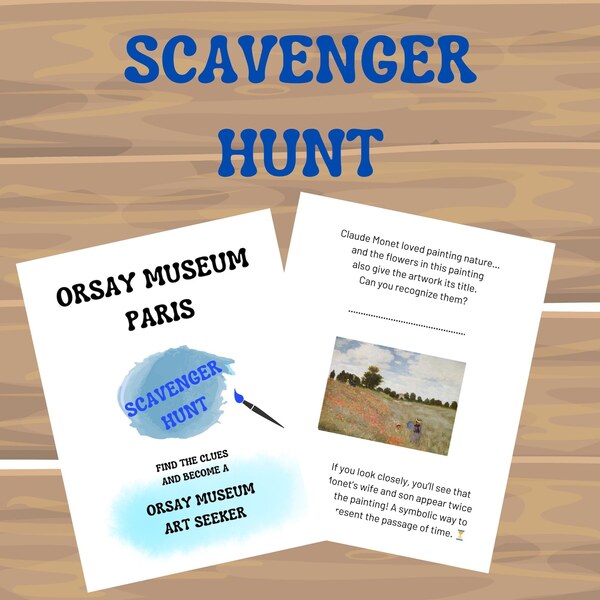 SCAVENGER
HUNT
ORSAY MUSEUM
PARIS
SCAVENGER
HUNT
FIND THE CLUES
AND BECOME A
ORSAY MUSEUM
ART SEEKER
Claude Monet loved painting nature...
and the flowers in this painting
also give the artwork its title.
Can you recognize them?
If you look closely, you'll see that
Monet's wife and son appear twice
the painting! A symbolic way to
resent the passage of time. ⏳